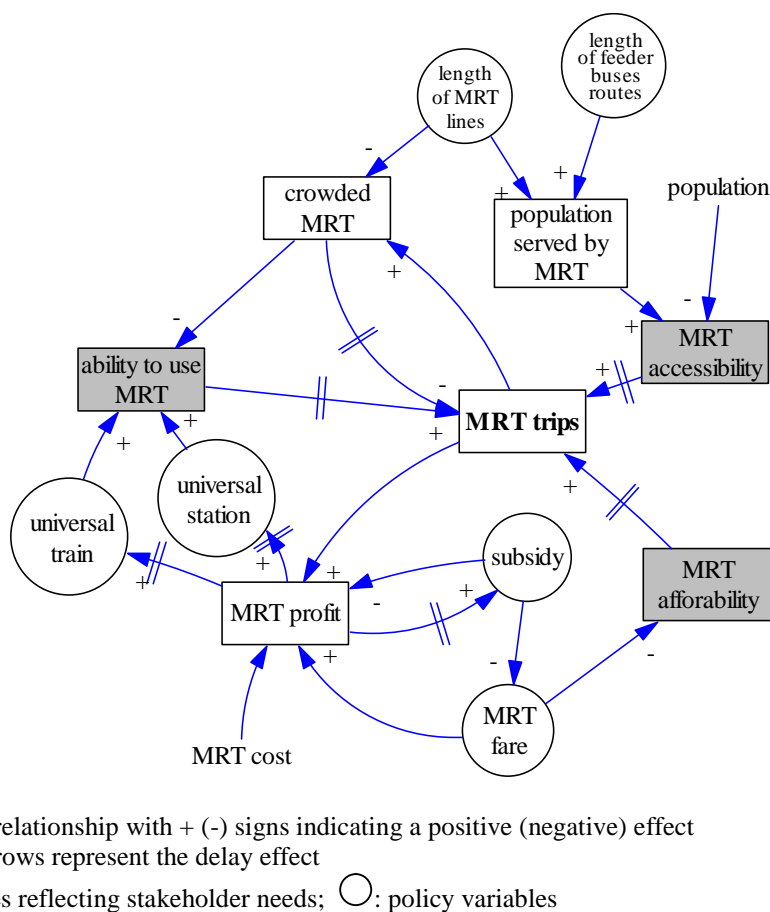 length
of MRT
lines
length
of feeder
buses
routes
-
+
+
crowded
MRT
population
served by
MRT
population
-
+
MRT
accessibility
+
+
-
ability to use
MRT
-
+
MRT trips
+
+
+
universal
station
universal
train
+
MRT
afforability
+
+
subsidy
+
-
+
MRT profit
+
-
-
MRT
fare
MRT cost
relationship with + (-) signs indicating a positive (negative) effect
rows represent the delay effect
es reflecting stakeholder needs; : policy variables